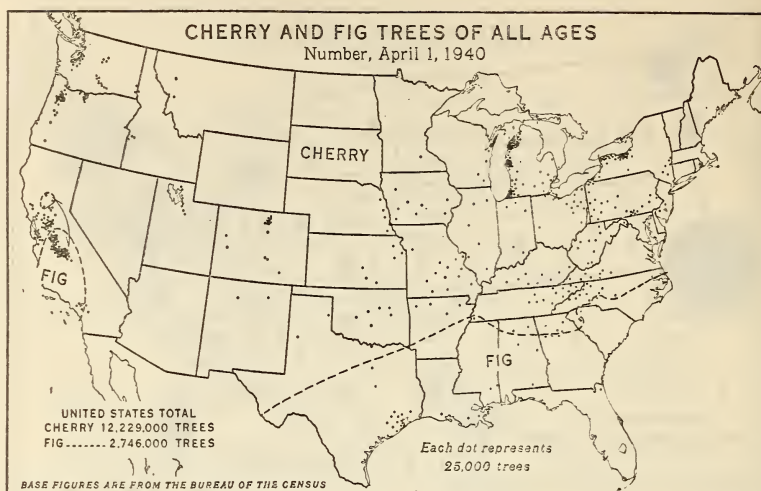 CHERRY AND FIG TREES OF ALL AGES
Number, April 1, 1940
CHERRY
FIG
FIG
UNITED STATES TOTAL
CHERRY 12,229,000 TREES
FIG....... 2,746,000 TREES
Each dot represents
25,000 trees
BASE FIGURES ARE FROM THE BUREAU OF THE CENSUS